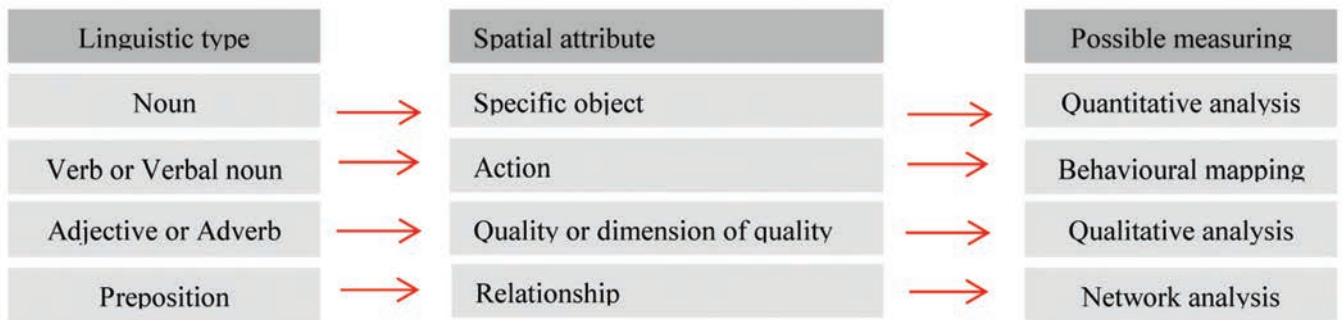 Linguistic type Spatial attribute Possible measuring
Noun Specific object Quantitative analysis
Verb or Verbal noun Action Behavioural mapping
Adjective or Adverb Quality or dimension of quality Qualitative analysis
Preposition Relationship Network analysis